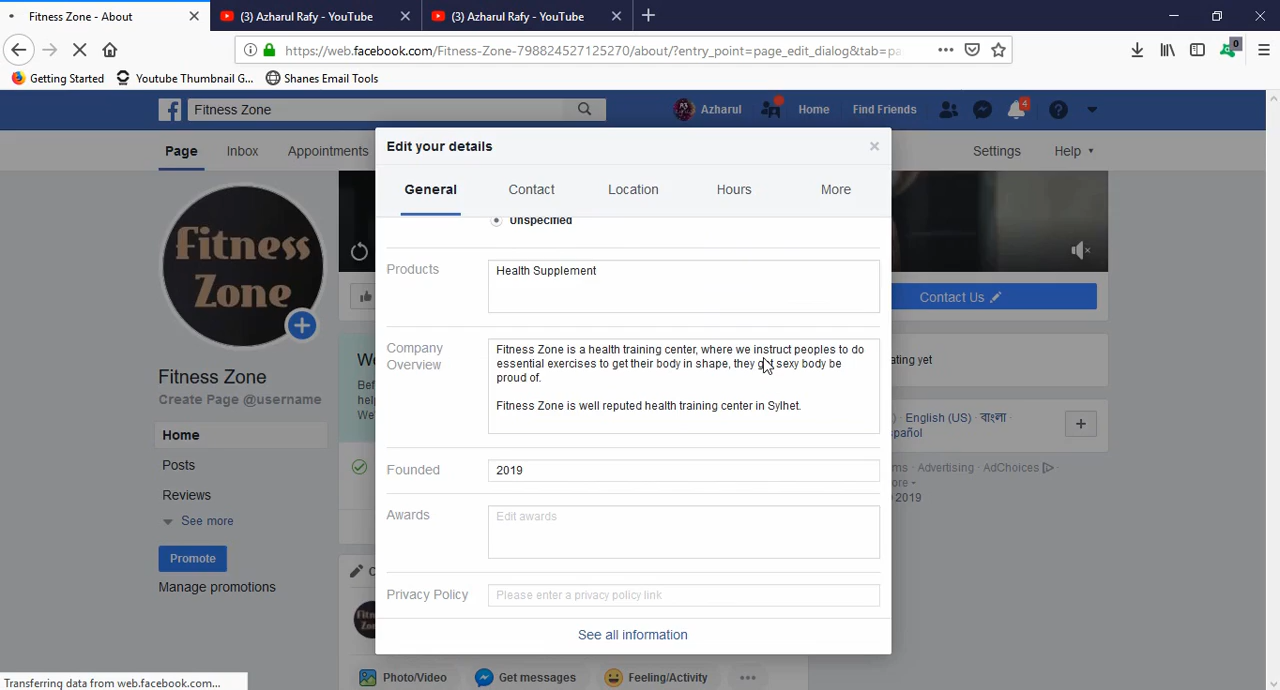 Fitness Zone - About
(3) Azharul Rafy - YouTube
(3) Azharul Rafy - YouTube
https://web.facebook.com/Fitness-Zone-798824527125270/about/?entry_point=page_edit_dialog&tab=pa
0
Getting Started
Youtube Thumbnail G...
Shanes Email Tools
Fitness Zone
Azharul
Home
Find Friends
4
Page
Inbox
Appointments
Settings
Help
Edit your details
General
Contact
Location
Hours
More
Unspecified
Fitness
Zone
Products
Health Supplement
Contact Us
Company
Overview
Fitness Zone is a health training center, where we instruct peoples to do
essential exercises to get their body in shape, they get sexy body be
proud of.
Fitness Zone is well reputed health training center in Sylhet.
ating yet
Fitness Zone
Create Page @username
English (US) · বাংলা ·
spañol
Home
Posts
Reviews
See more
Founded
2019
ms · Advertising · AdChoices
ore
2019
Awards
Edit awards
Promote
Manage promotions
Privacy Policy
Please enter a privacy policy link
See all information
Photo/Video
Get messages
Feeling/Activity
Transferring data from web.facebook.com...